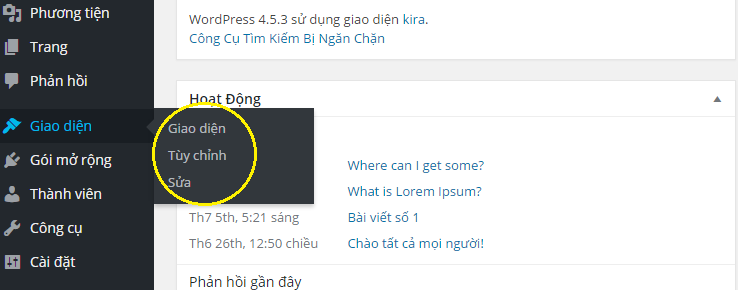 Phương tiện
Trang
Phản hồi
Giao diện
Gói mở rộng
Thành viên
Công cụ
Cài đặt
Giao diện
Tùy chỉnh
Sửa
WordPress 4.5.3 sử dụng giao diện kira.
Công Cụ Tìm Kiếm Bị Ngăn Chặn
Hoạt Động
Where can I get some?
What is Lorem Ipsum?
Th7 5th, 5:21 sáng Bài viết số 1
Th6 26th, 12:50 chiều Chào tất cả mọi người!
Phản hồi gần đây